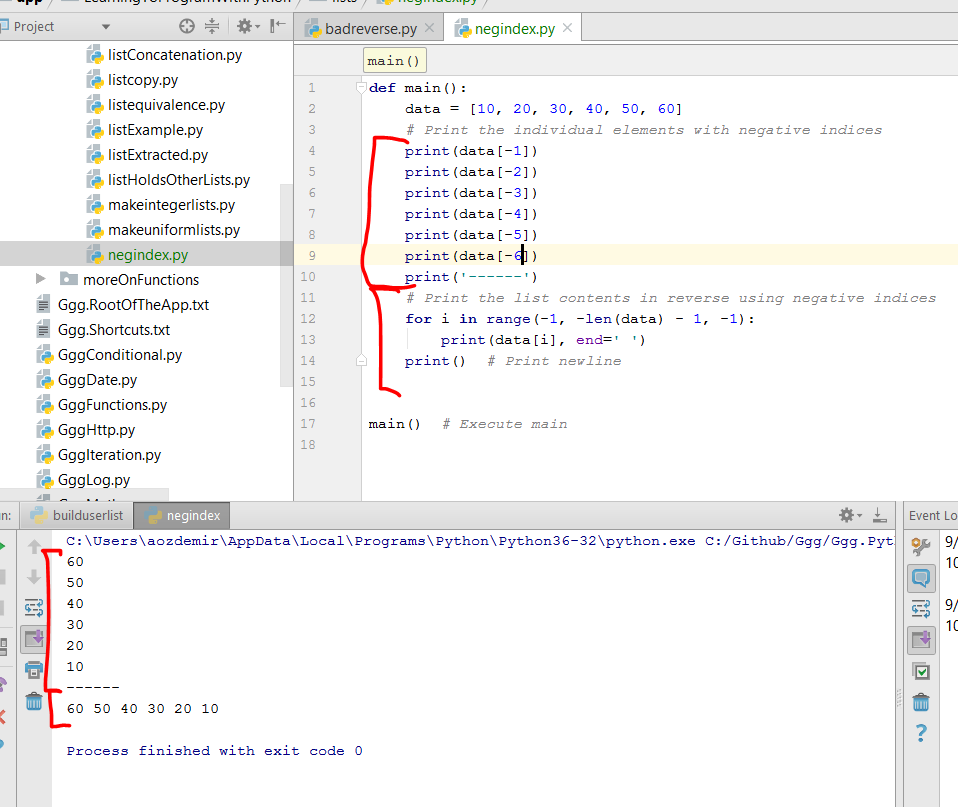 app LearningToProgramWithPython lists negindex.py
Project
badreverse.py
negindex.py
main()
listConcatenation.py
listcopy.py
listequivalence.py
listExample.py
listExtracted.py
listHoldsOtherLists.py
makeintegerlists.py
makeuniformlists.py
negindex.py
moreOnFunctions
Ggg.RootOfTheApp.txt
Ggg.Shortcuts.txt
GggConditional.py
GggDate.py
GggFunctions.py
GggHttp.py
GggIteration.py
GggLog.py
1 def main():
2 data = [10, 20, 30, 40, 50, 60]
3 # Print the individual elements with negative indices
4 print(data[-1])
5 print(data[-2])
6 print(data[-3])
7 print(data[-4])
8 print(data[-5])
9 print(data[-6])
10 print('------')
11 # Print the list contents in reverse using negative indices
12 for i in range(-1, -len(data) - 1, -1):
13 print(data[i], end=' ')
14 print() # Print newline
15
16
17 main() # Execute main
18
n: builduserlist negindex
C:\Users\aozdemir\AppData\Local\Programs\Python\Python36-32\python.exe C:/Github/Ggg/Ggg.Pyt
60
50
40
30
20
10
------
60 50 40 30 20 10
Process finished with exit code 0
Event Lo
9/
10
9/
10